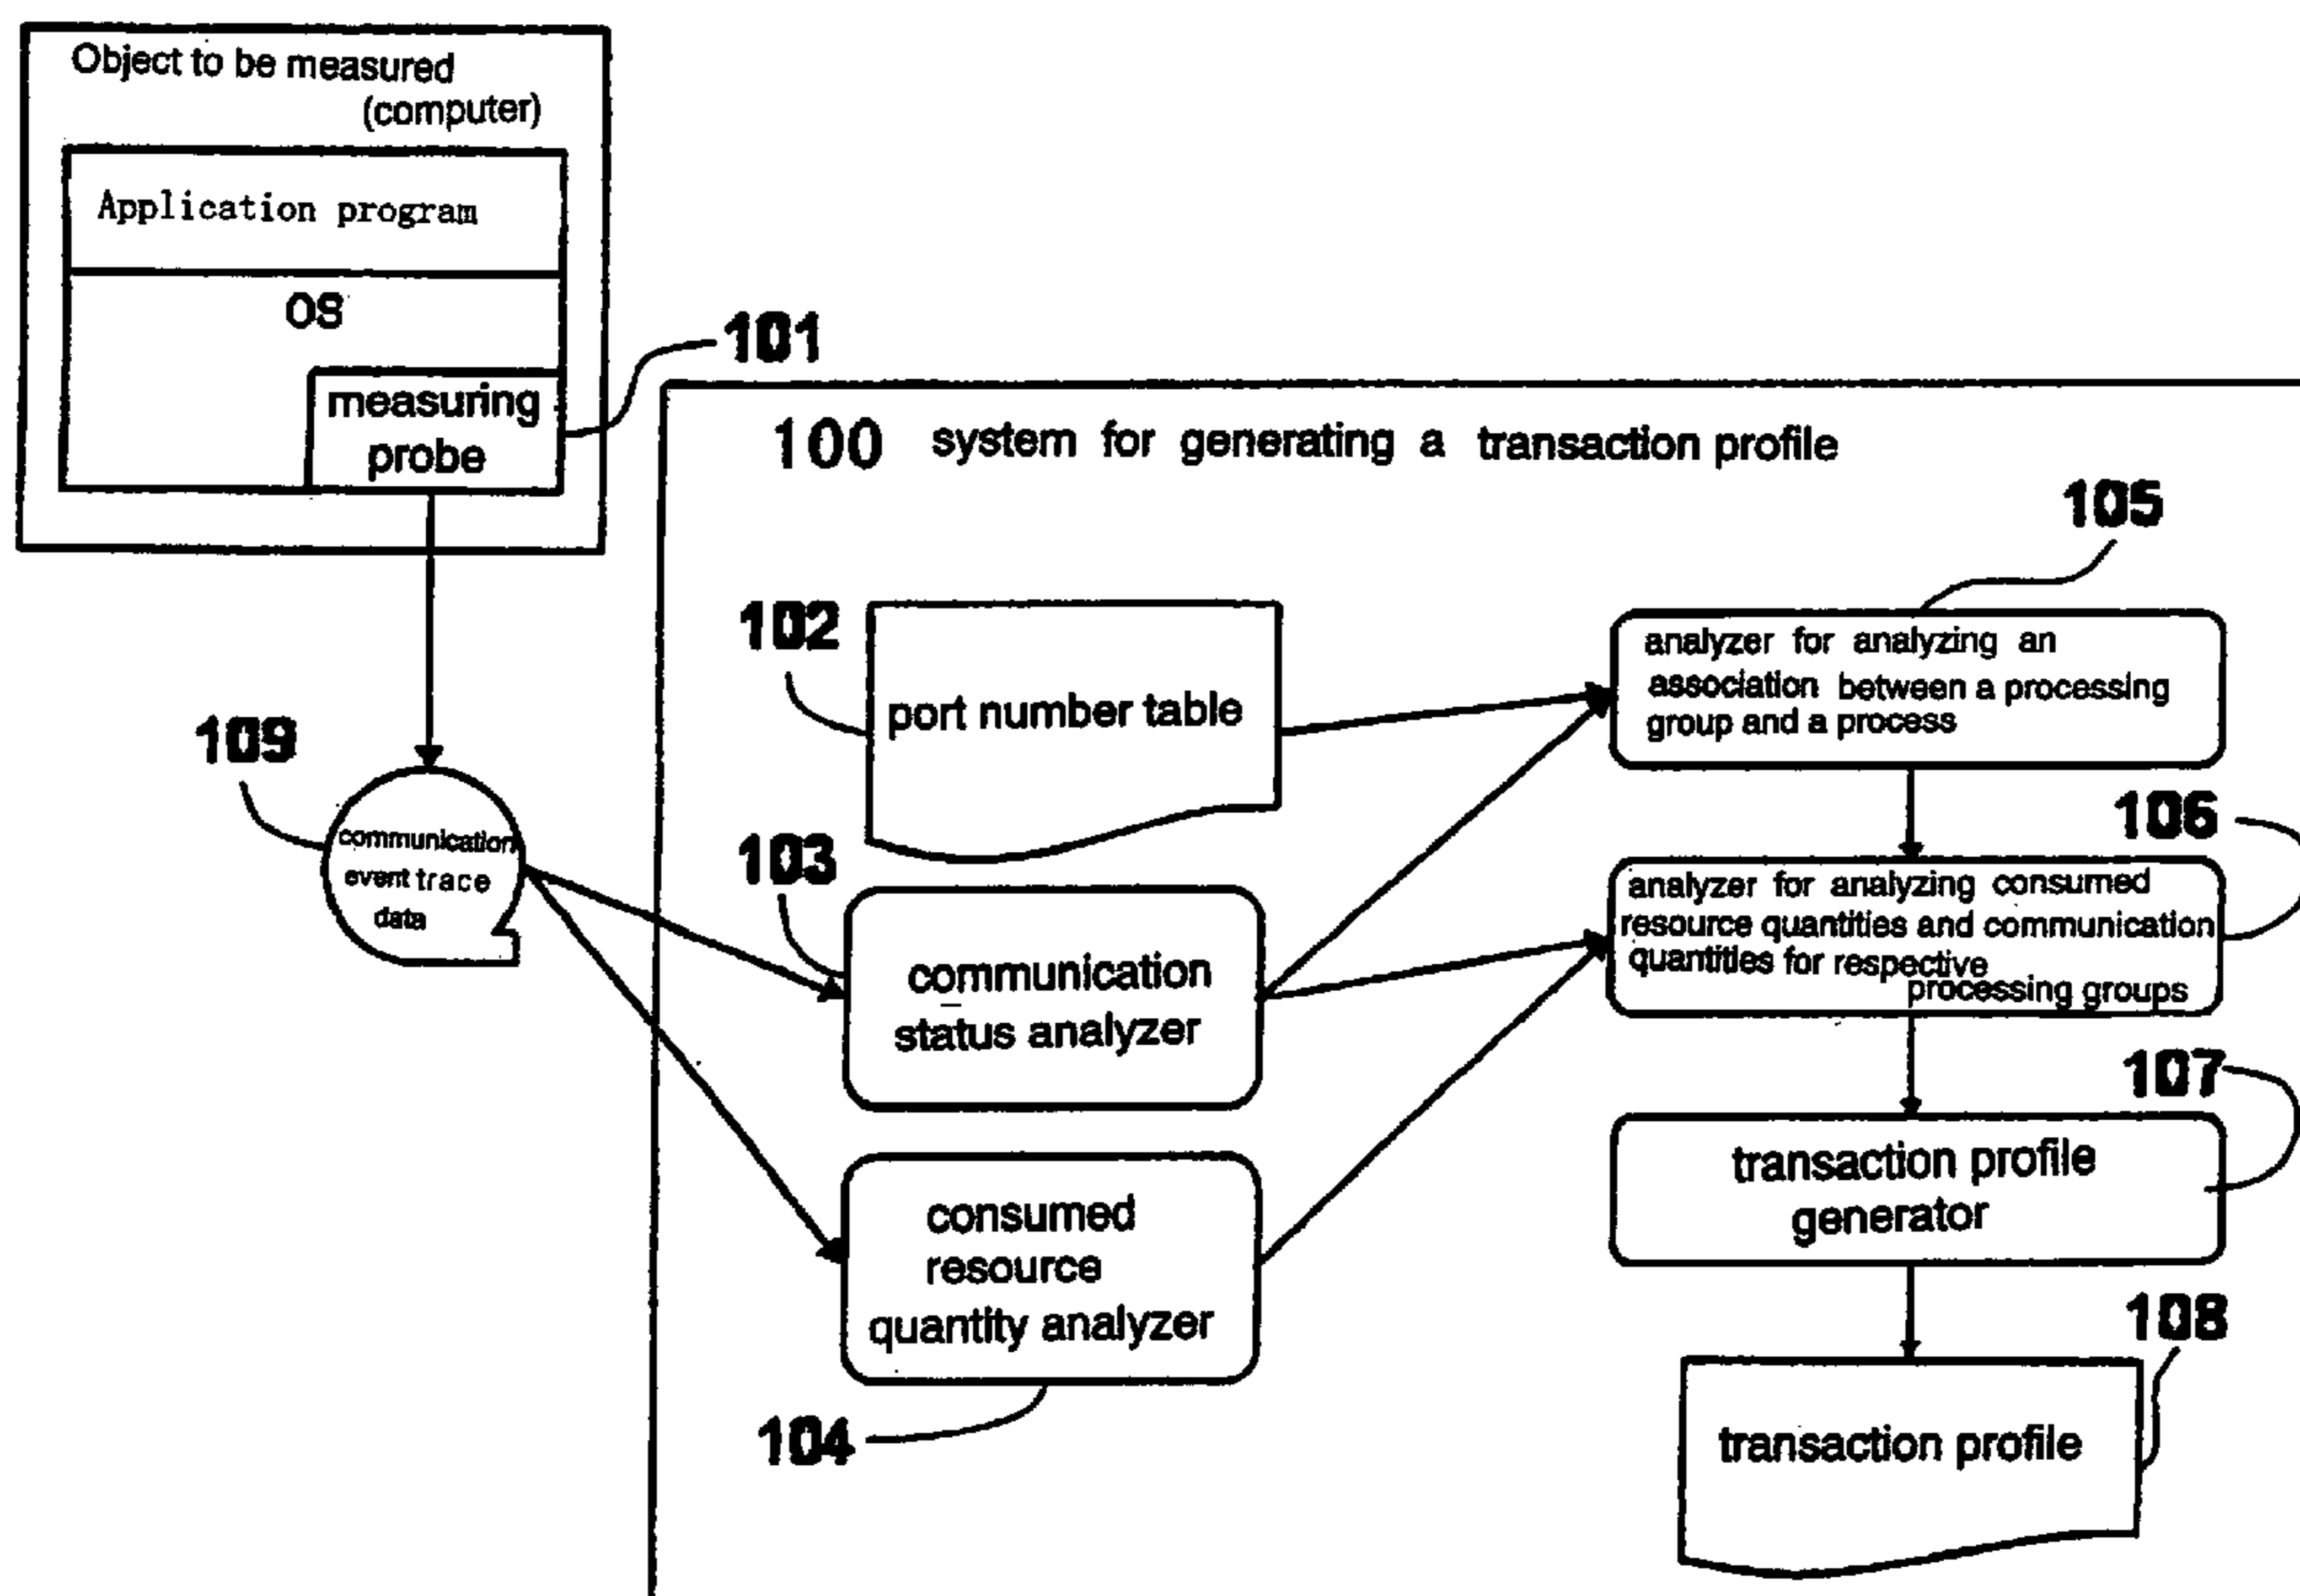 Object to be measured
(computer)
Application program
OS
measuring
probe
101
100 system for generating a transaction profile
105
102
port number table
analyzer for analyzing an
association between a processing
group and a process
109
communication
event trace
data
103
communication
status analyzer
106
analyzer for analyzing consumed
resource quantities and communication
quantities for respective
processing groups
107
transaction profile
generator
consumed
resource
quantity analyzer
104
108
transaction profile